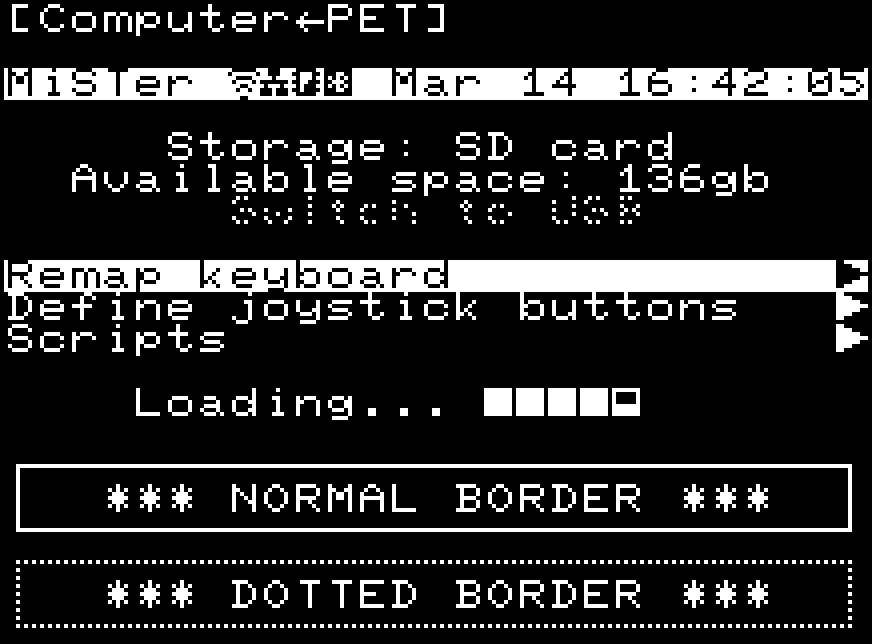 [Computer←PET]
MiSTer Mar 14 16:42:05
Storage: SD card
Available space: 136gb
Switch to USB
Remap keyboard
Define joystick buttons
Scripts
Loading...
*** NORMAL BORDER ***
*** DOTTED BORDER ***